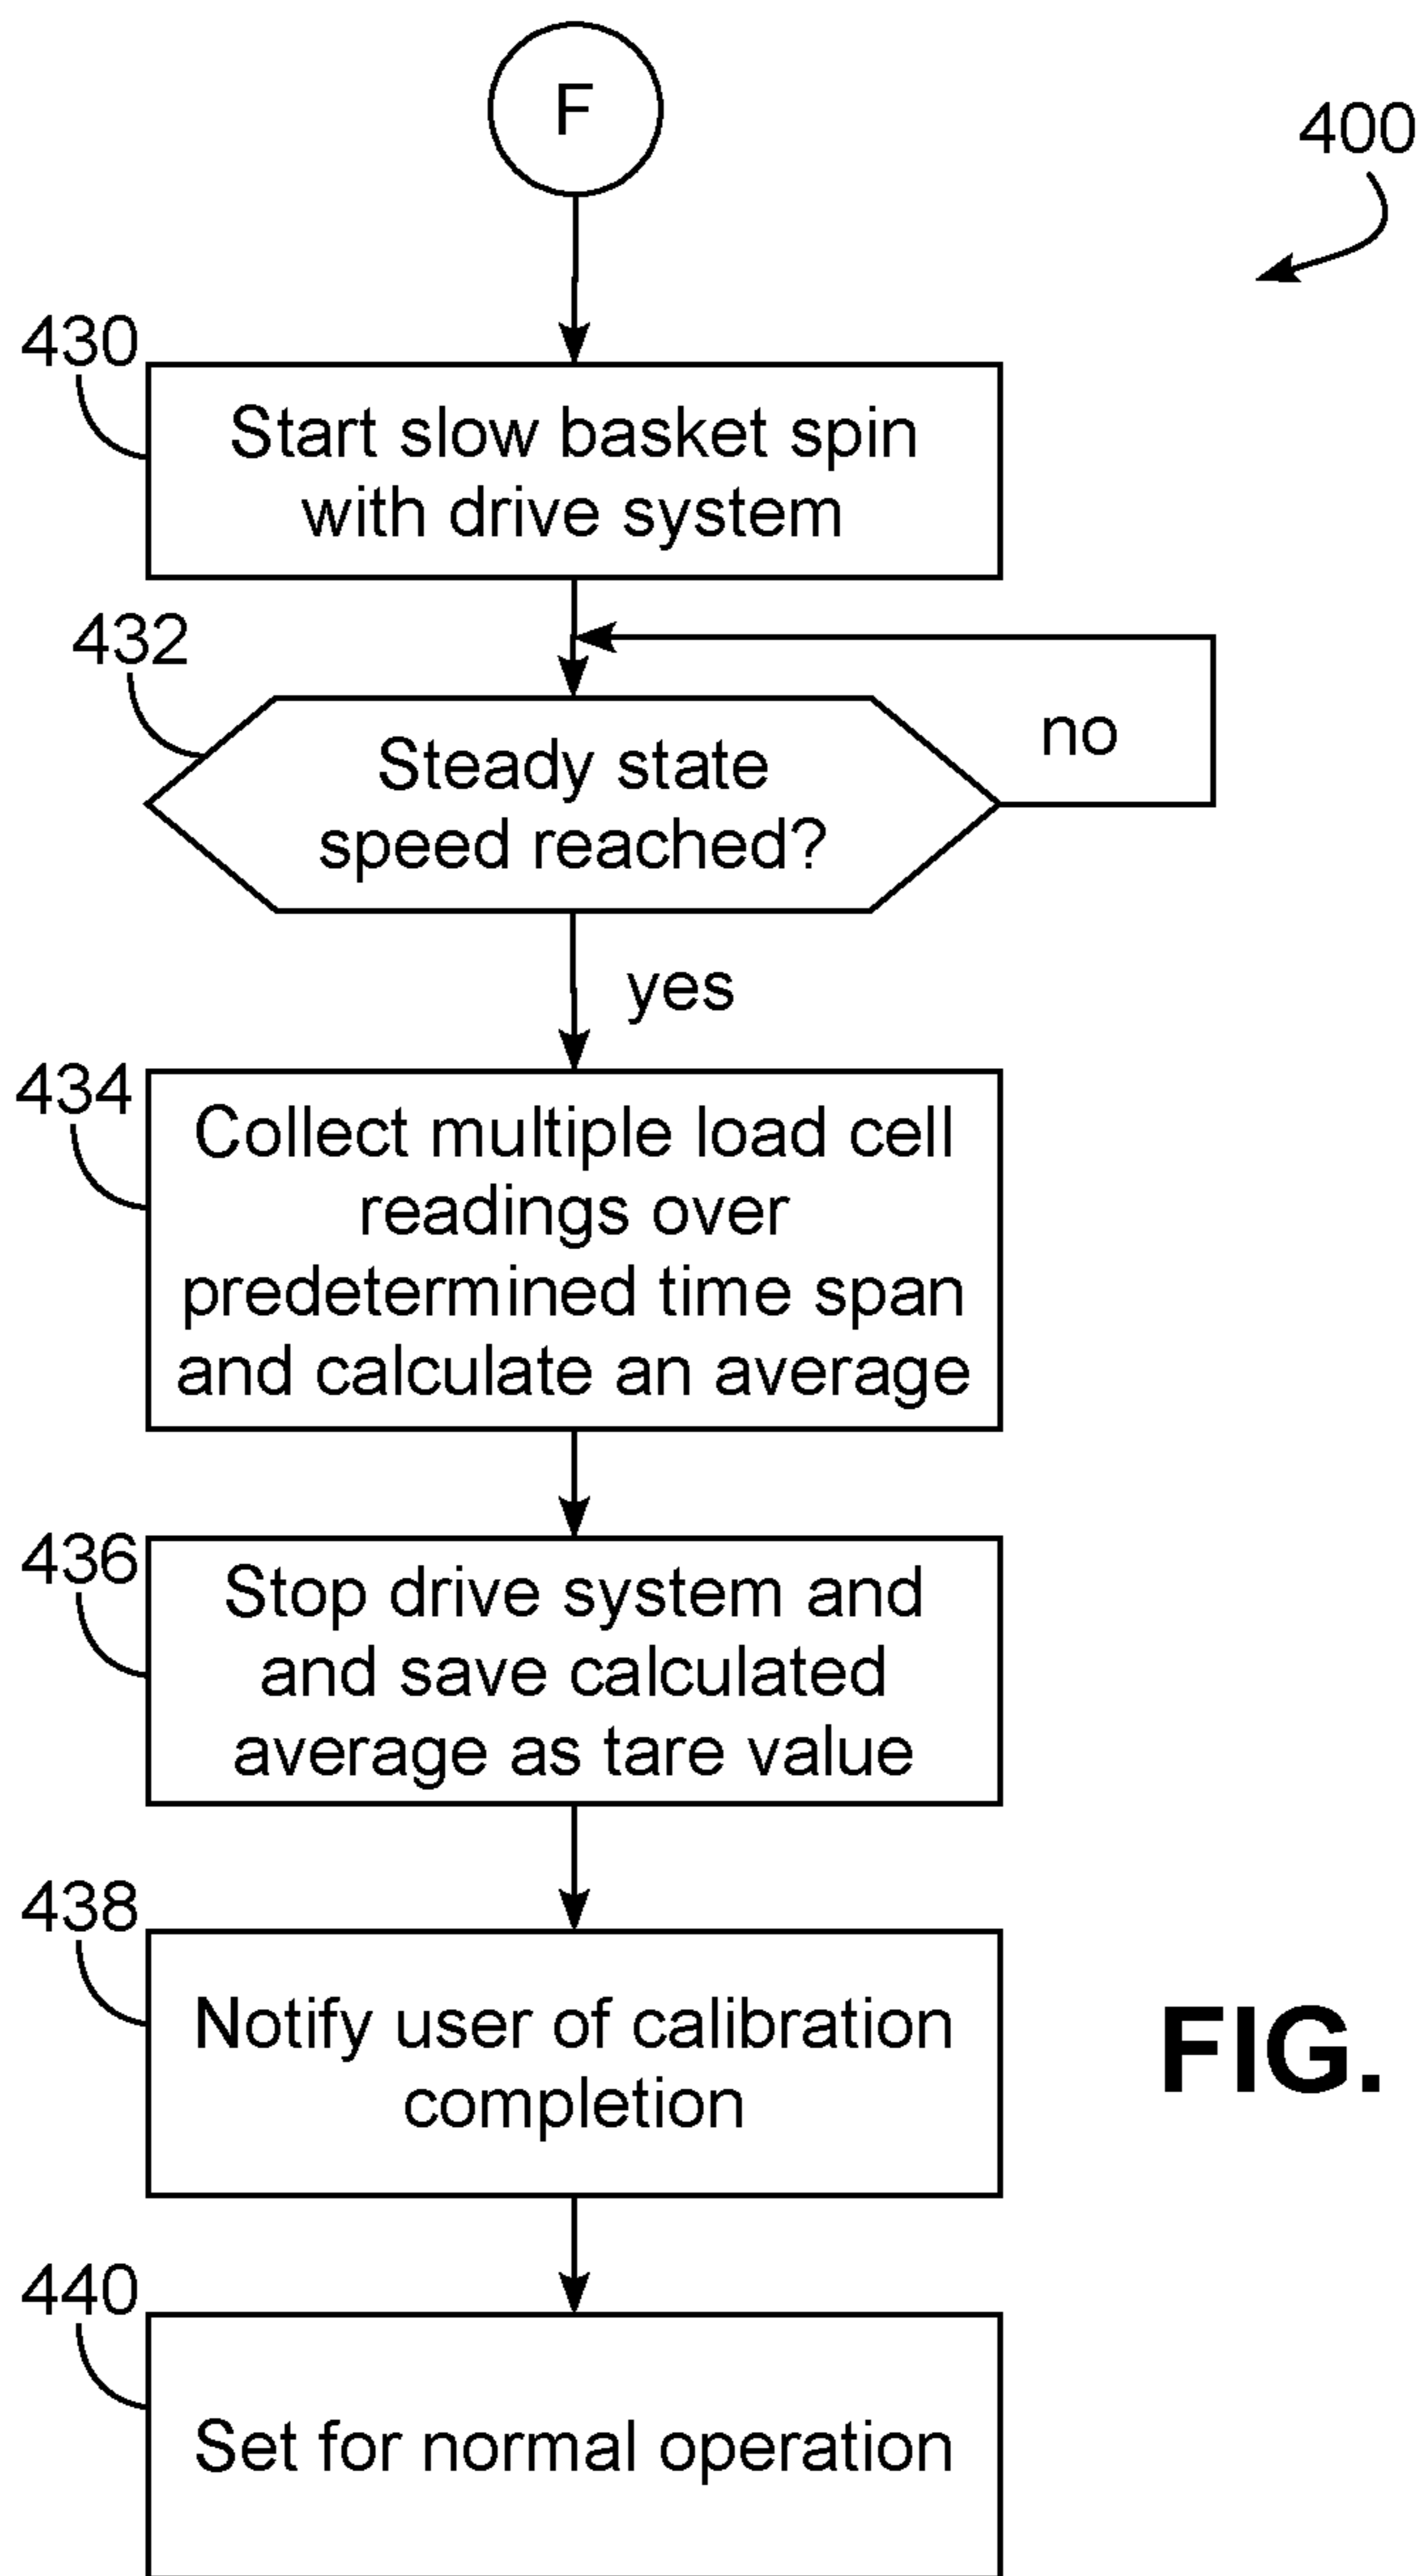 F
400
430
Start slow basket spin
with drive system
432
Steady state
speed reached?
no
yes
434
Collect multiple load cell
readings over
predetermined time span
and calculate an average
436
Stop drive system and
and save calculated
average as tare value
438
Notify user of calibration
completion
FIG.
440
Set for normal operation